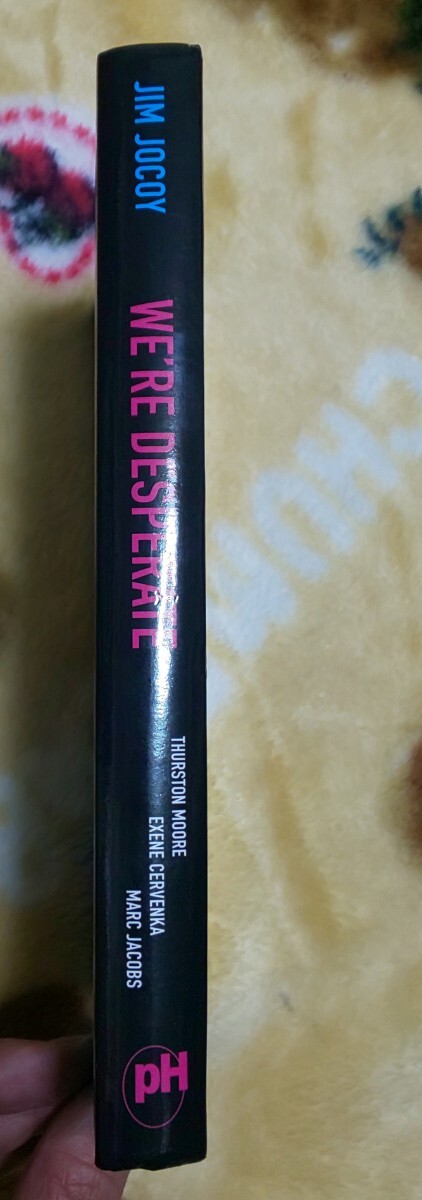 JIM JOCOY
WE'RE DESPERATE
THURSTON MOORE
EXENE CERVENKA
MARC JACOBS
pH